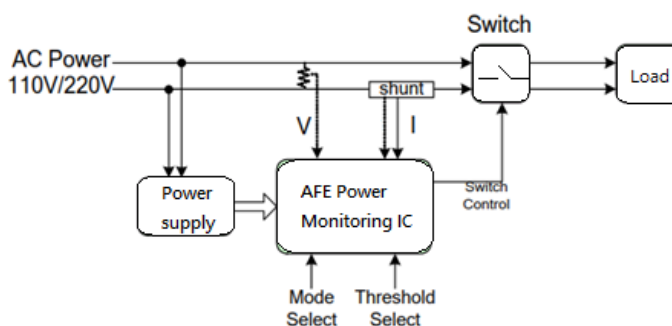 Switch
AC Power
110V/220V
shunt
Load
V
I
Power
supply
AFE Power
Monitoring IC
Switch
Control
Mode
Select
Threshold
Select